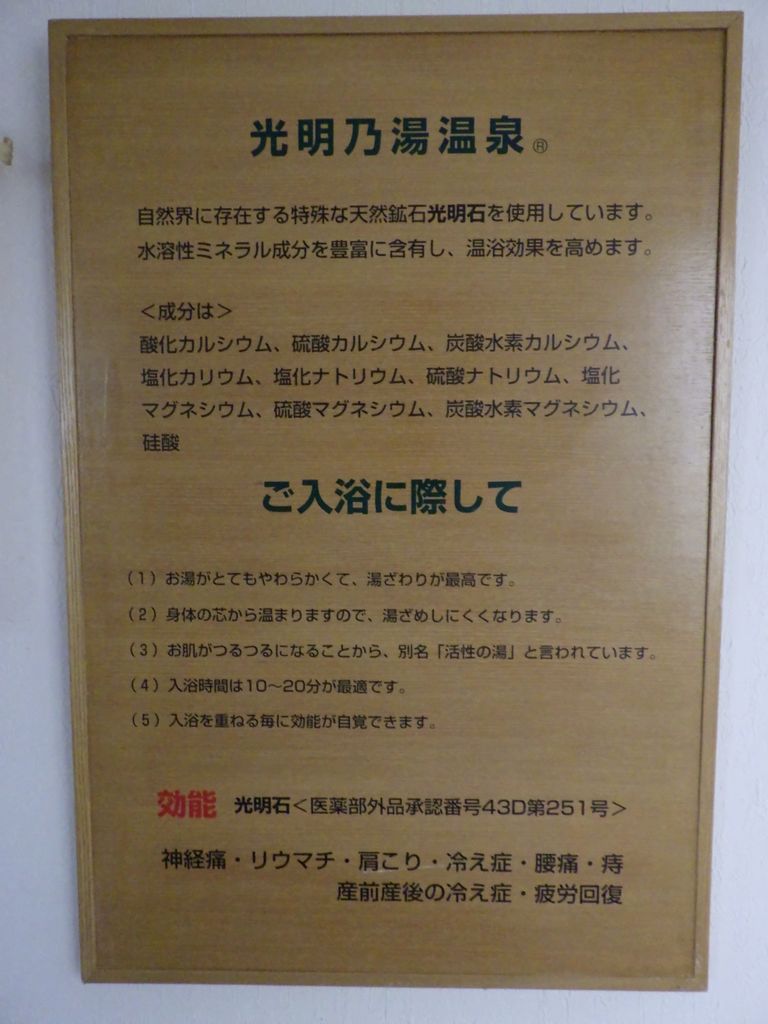 光明乃湯温泉®
自然界に存在する特殊な天然鉱石光明石を使用しています。
水溶性ミネラル成分を豊富に含有し、温浴効果を高めます。
＜成分は＞
酸化カルシウム、硫酸カルシウム、炭酸水素カルシウム、
塩化カリウム、塩化ナトリウム、硫酸ナトリウム、塩化
マグネシウム、硫酸マグネシウム、炭酸水素マグネシウム、
硅酸
ご入浴に際して
（1）お湯がとてもやわらかくて、湯ざわりが最高です。
（2）身体の芯から温まりますので、湯ざめしにくくなります。
（3）お肌がつるつるになることから、別名「活性の湯」と言われています。
（4）入浴時間は10～20分が最適です。
（5）入浴を重ねる毎に効能が自覚できます。
効能 光明石＜医薬部外品承認番号43D第251号＞
神経痛・リウマチ・肩こり・冷え症・腰痛・痔
産前産後の冷え症・疲労回復